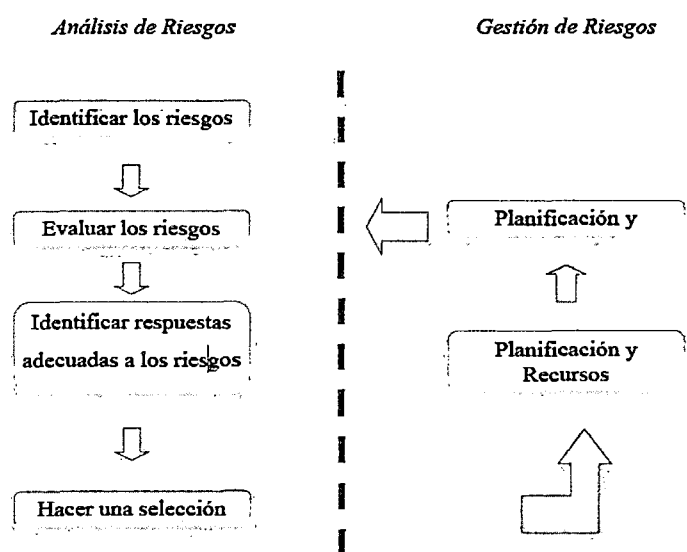 Análisis de Riesgos
Gestión de Riesgos
Identificar los riesgos
Evaluar los riesgos
Identificar respuestas
adecuadas a los riesgos
Hacer una selección
Planificación y
Planificación y
Recursos